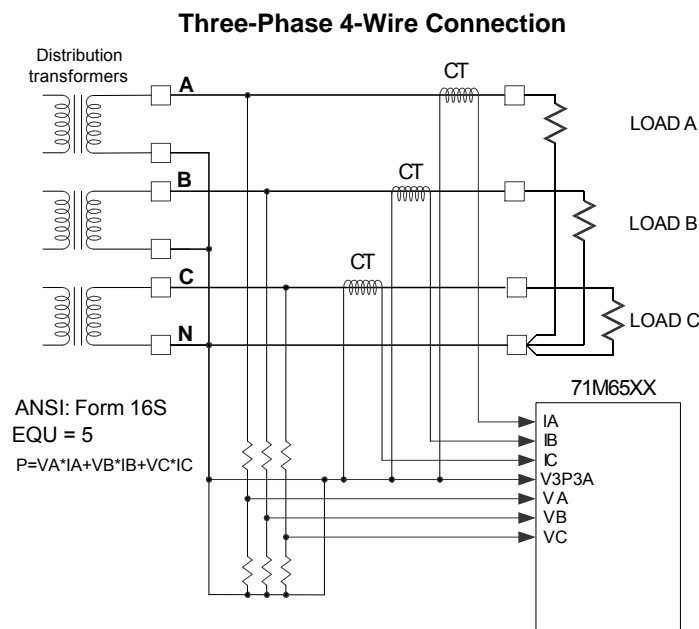 Three-Phase 4-Wire Connection
Distribution
transformers
A
CT
LOAD A
B
CT
LOAD B
C
CT
N
LOAD C
71M65XX
ANSI: Form 16S
EQU = 5
P=VA*IA+VB*IB+VC*IC
IA
IB
IC
V3P3A
VA
VB
VC